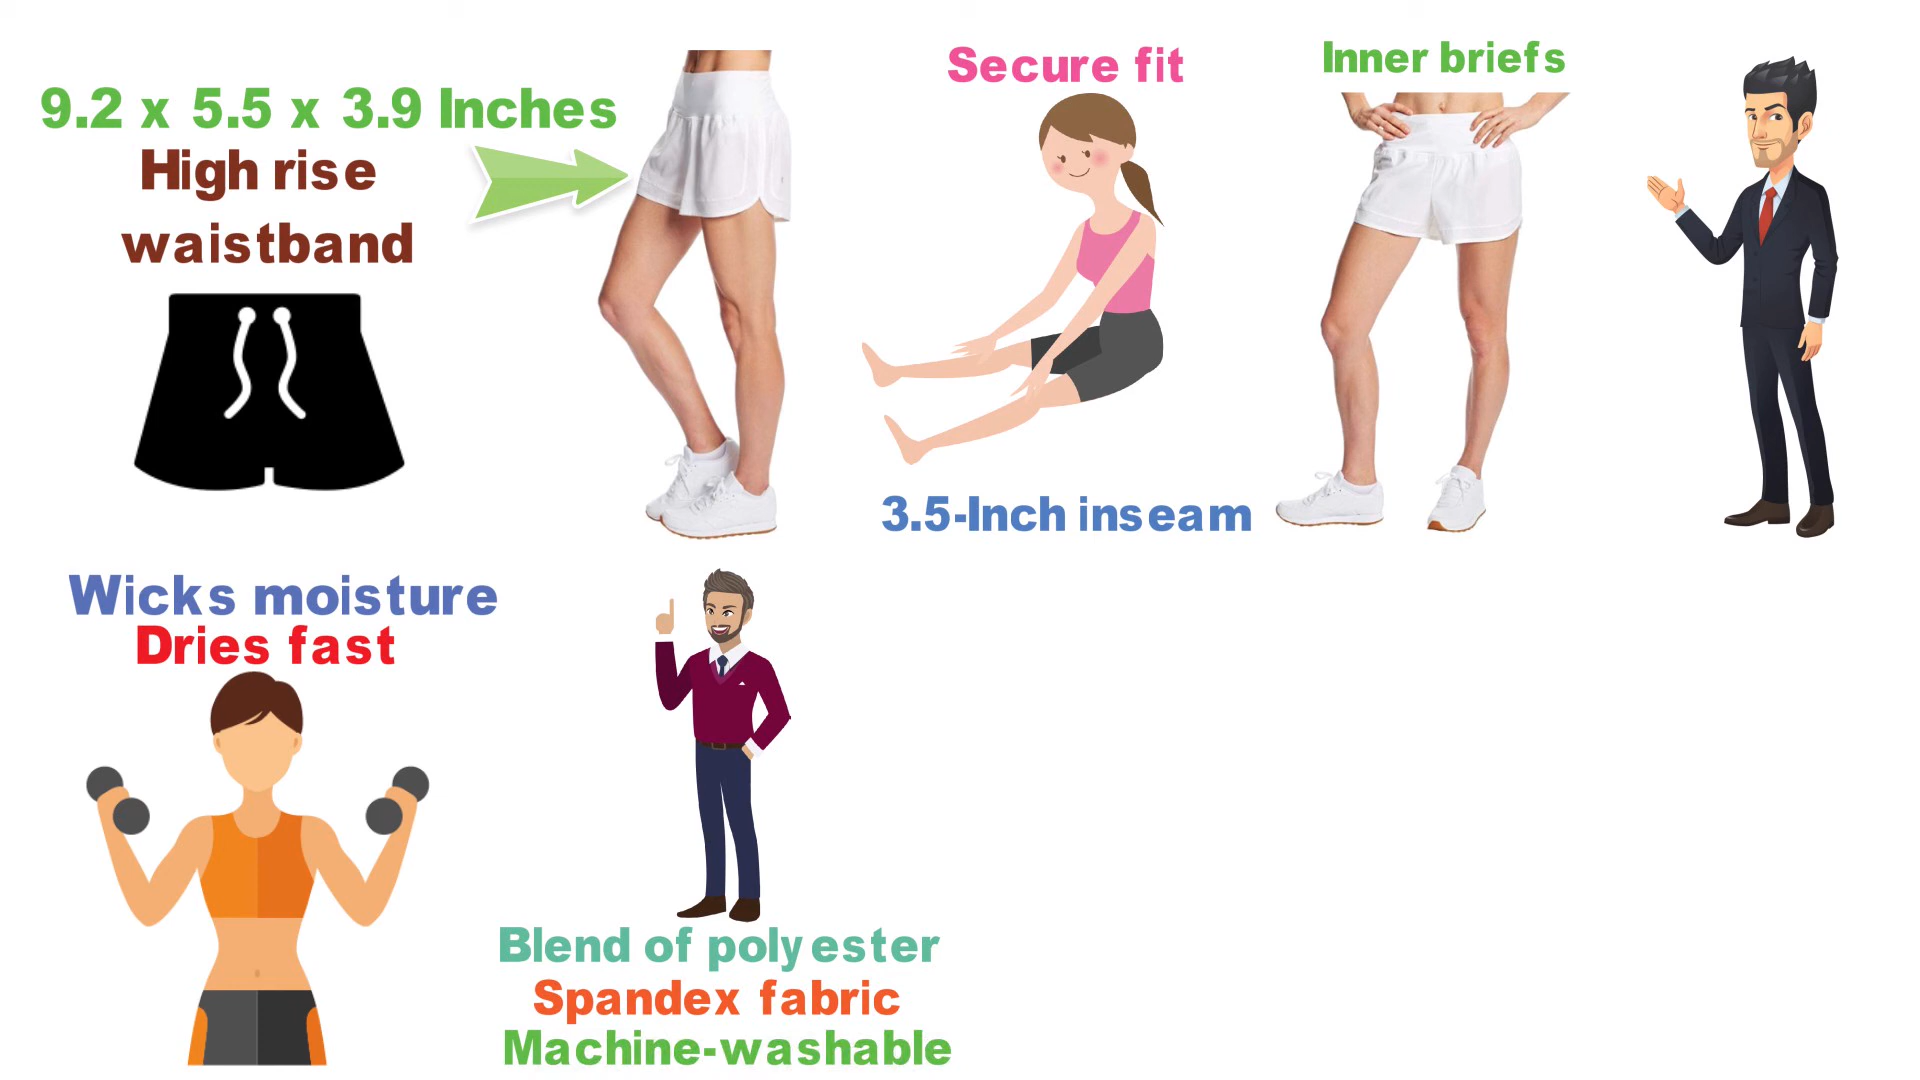 9.2 x 5.5 x 3.9 Inches
High rise
waistband
Secure fit
3.5-Inch inseam
Inner briefs
Wicks moisture
Dries fast
Blend of polyester
Spandex fabric
Machine-washable